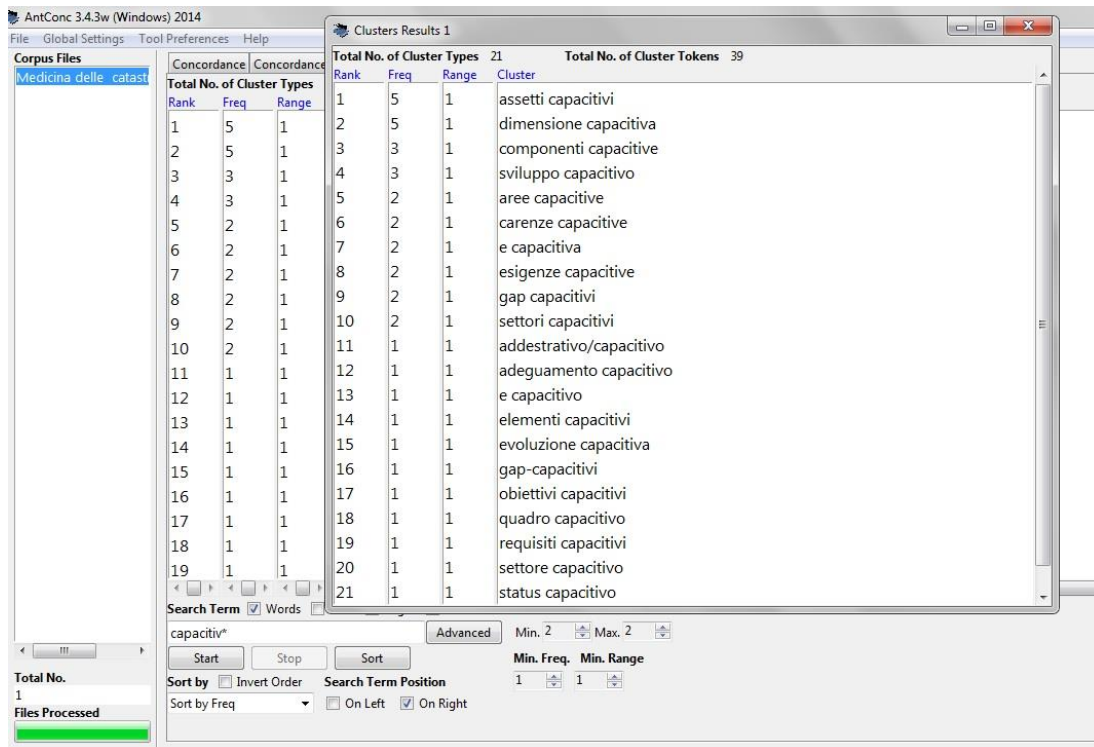 AntConc 3.4.3w (Windows) 2014
File Global Settings Tool Preferences Help
Corpus Files
Medicina delle catast
Concordance Concordance
Total No. of Cluster Types
Rank Freq Range
1 5 1
2 5 1
3 3 1
4 3 1
5 2 1
6 2 1
7 2 1
8 2 1
9 2 1
10 2 1
11 1 1
12 1 1
13 1 1
14 1 1
15 1 1
16 1 1
17 1 1
18 1 1
19 1 1
Clusters Results 1
Total No. of Cluster Types 21 Total No. of Cluster Tokens 39
Rank Freq Range Cluster
1 5 1 assetti capacitivi
2 5 1 dimensione capacitiva
3 3 1 componenti capacitive
4 3 1 sviluppo capacitivo
5 2 1 aree capacitive
6 2 1 carenze capacitive
7 2 1 e capacitiva
8 2 1 esigenze capacitive
9 2 1 gap capacitivi
10 2 1 settori capacitivi
11 1 1 addestrativo/capacitivo
12 1 1 adeguamento capacitivo
13 1 1 e capacitivo
14 1 1 elementi capacitivi
15 1 1 evoluzione capacitiva
16 1 1 gap-capacitivi
17 1 1 obiettivi capacitivi
18 1 1 quadro capacitivo
19 1 1 requisiti capacitivi
20 1 1 settore capacitivo
21 1 1 status capacitivo
Search Term Words
capacitiv* Advanced Min. 2 Max. 2
Start Stop Sort Min. Freq. Min. Range
Sort by Invert Order Search Term Position 1 1
Sort by Freq On Left On Right
Total No.
1
Files Processed